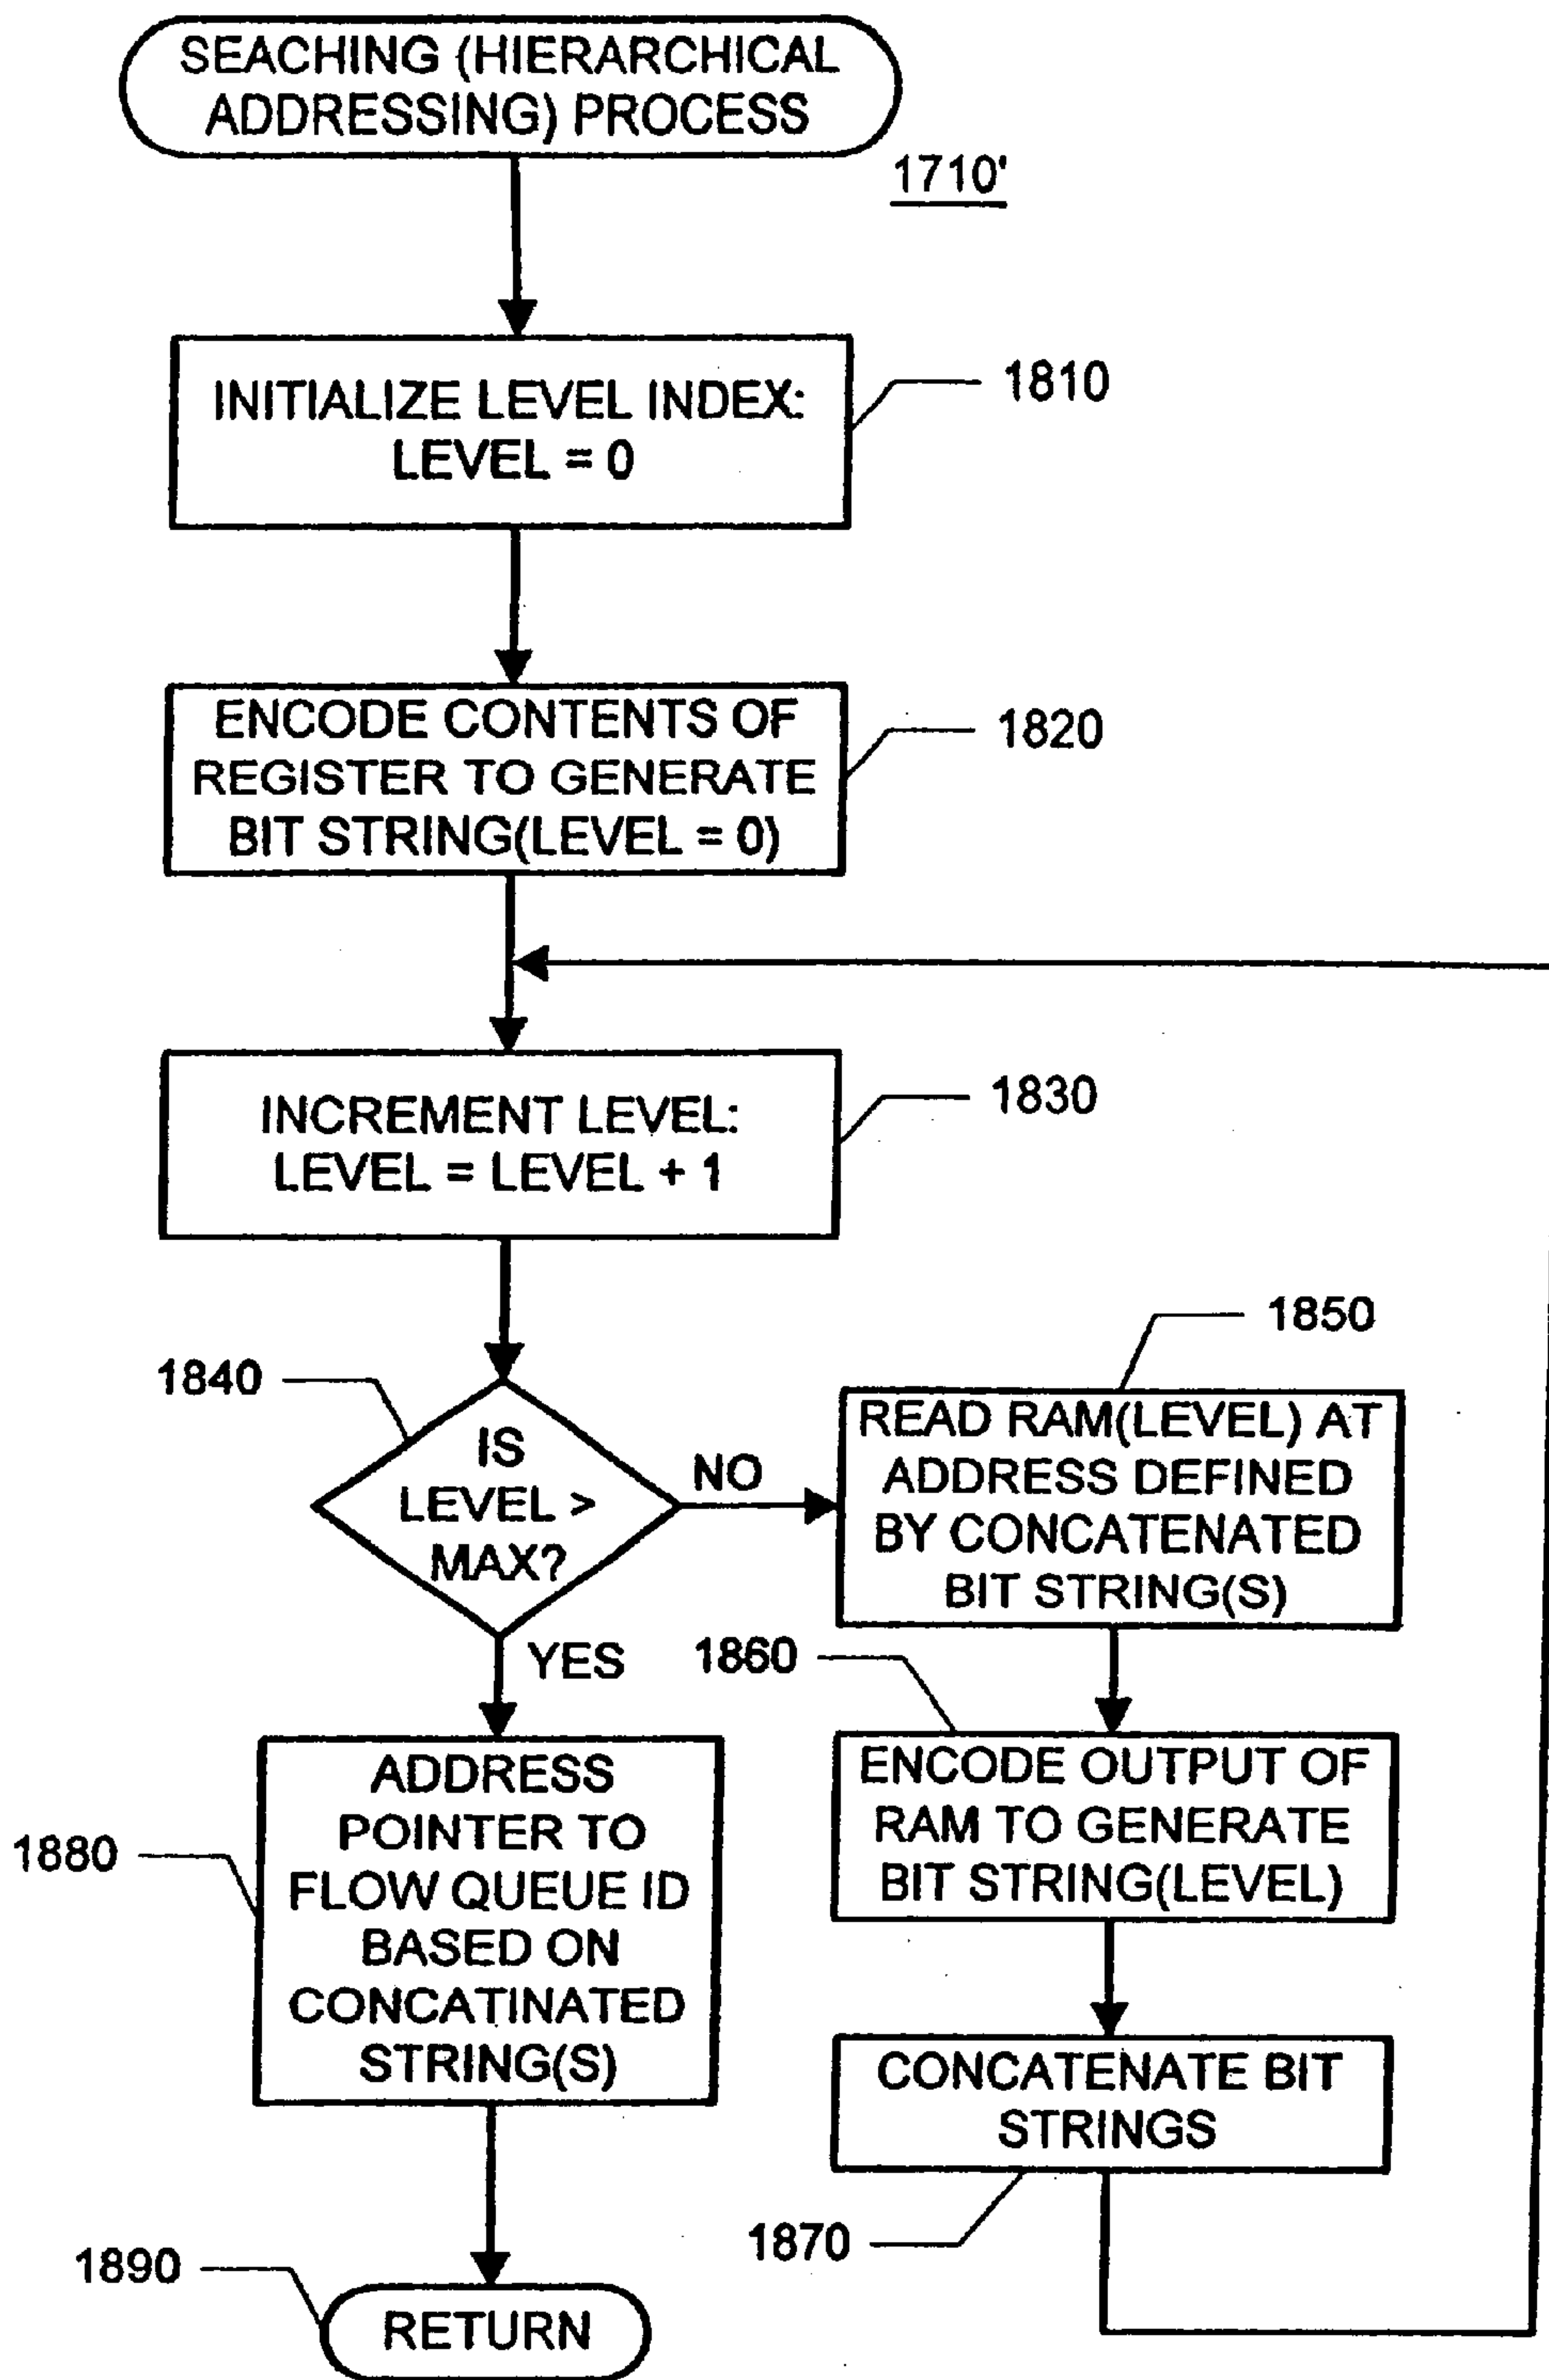 SEACHING (HIERARCHICAL
ADDRESSING) PROCESS
1710'
INITIALIZE LEVEL INDEX:
LEVEL = 0
1810
ENCODE CONTENTS OF
REGISTER TO GENERATE
BIT STRING(LEVEL = 0)
1820
INCREMENT LEVEL:
LEVEL = LEVEL + 1
1830
1840
IS
LEVEL >
MAX?
NO
YES
1850
READ RAM(LEVEL) AT
ADDRESS DEFINED
BY CONCATENATED
BIT STRING(S)
1860
ENCODE OUTPUT OF
RAM TO GENERATE
BIT STRING(LEVEL)
CONCATENATE BIT
STRINGS
1870
1880
ADDRESS
POINTER TO
FLOW QUEUE ID
BASED ON
CONCATINATED
STRING(S)
1890
RETURN